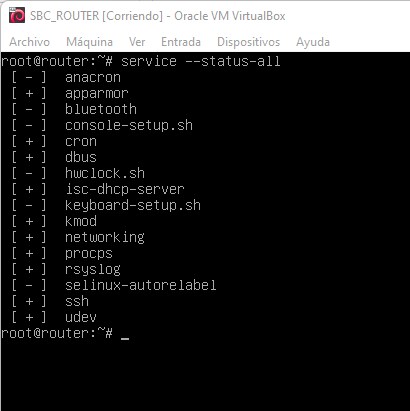 SBC_ROUTER [Corriendo] - Oracle VM VirtualBox
Archivo Máquina Ver Entrada Dispositivos Ayuda
root@router:~# service --status-all
[ - ] anacron
[ + ] apparmor
[ - ] bluetooth
[ - ] console-setup.sh
[ + ] cron
[ + ] dbus
[ - ] hwclock.sh
[ + ] isc-dhcp-server
[ - ] keyboard-setup.sh
[ + ] kmod
[ + ] networking
[ + ] procps
[ + ] rsyslog
[ - ] selinux-autorelabel
[ + ] ssh
[ + ] udev
root@router:~# _